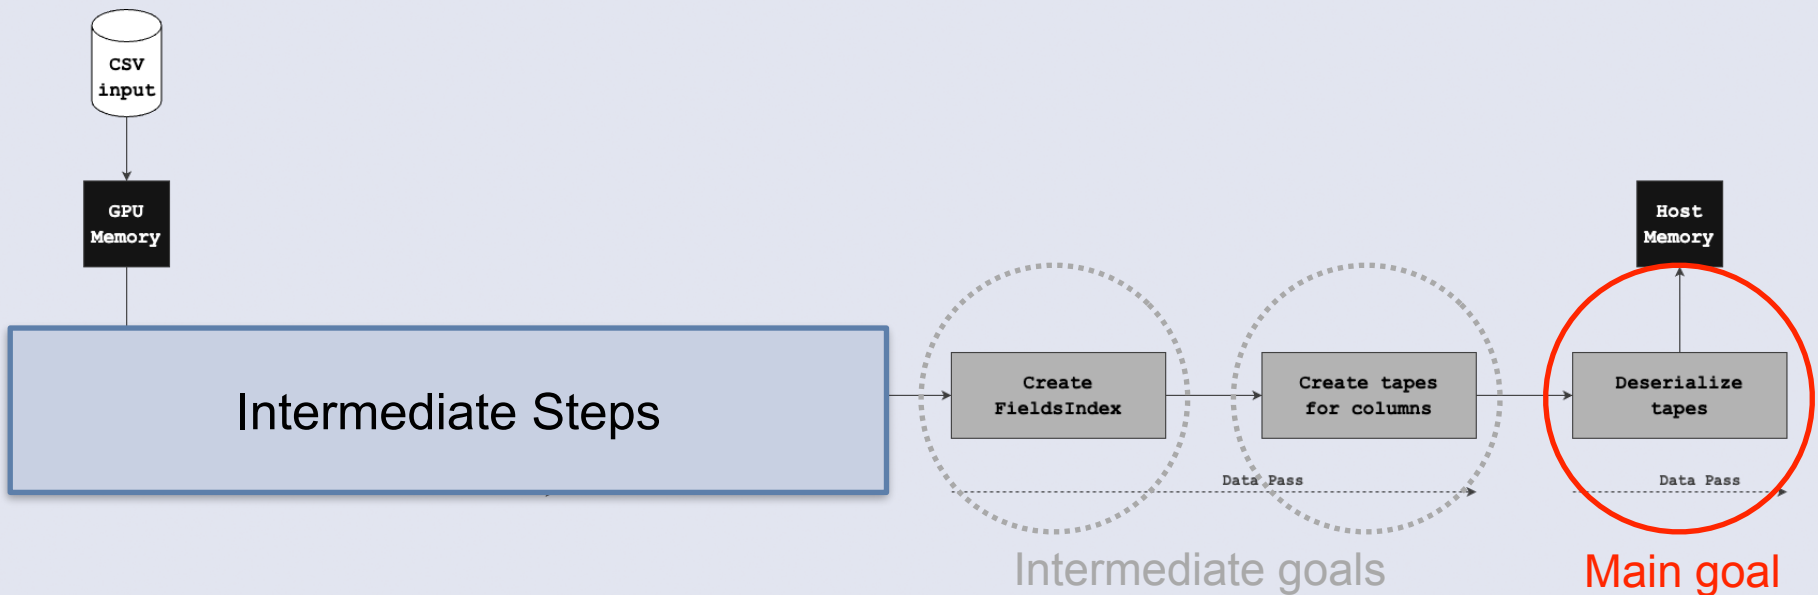 CSV
input
GPU
Memory
Host
Memory
Intermediate Steps
Create
FieldsIndex
Create tapes
for columns
Deserialize
tapes
Data Pass
Data Pass
Intermediate goals
Main goal